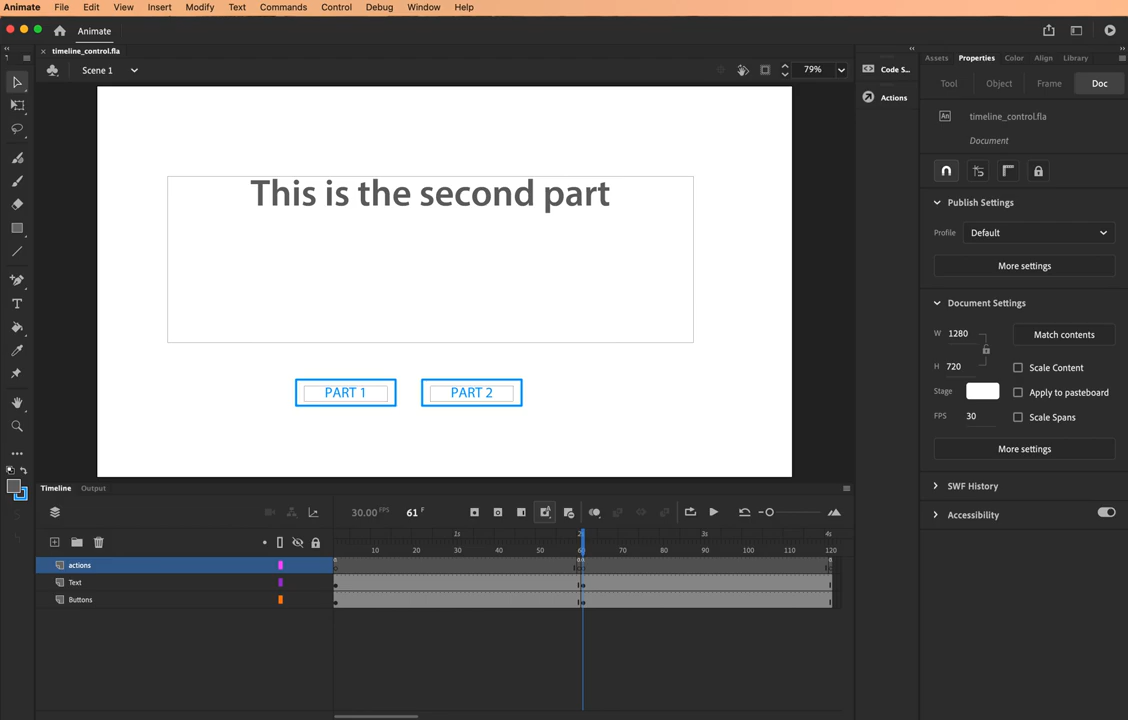 Animate File Edit View Insert Modify Text Commands Control Debug Window Help
Animate
timeline_control.fla
Scene 1
79%
This is the second part
PART 1 PART 2
Code S...
Actions
Assets Properties Color Align Library
Tool Object Frame Doc
An timeline_control.fla
Document
Publish Settings
Profile Default
More settings
Document Settings
W 1280 Match contents
H 720 Scale Content
Stage Apply to pasteboard
FPS 30 Scale Spans
More settings
SWF History
Accessibility
Timeline Output
30.00 FPS 61 F
1s 2s 3s 4s
10 20 30 40 50 60 70 80 90 100 110 120
actions
Text
Buttons